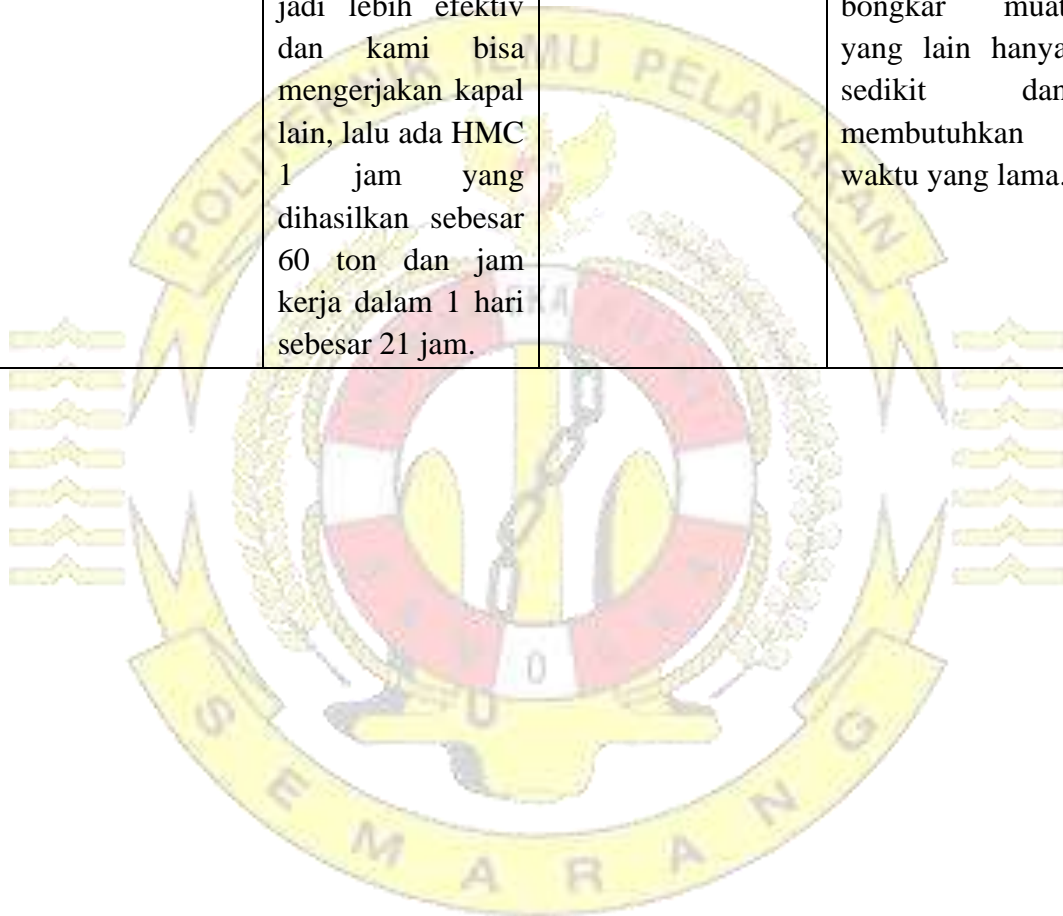 jadi lebih efektiv
dan kami bisa
mengerjakan kapal
lain, lalu ada HMC
1 jam yang
dihasilkan sebesar
60 ton dan jam
kerja dalam 1 hari
sebesar 21 jam.
bongkar muat
yang lain hanya
sedikit dan
membutuhkan
waktu yang lama.
POLITEKNIK ILMU PELAYARAN
SEMARANG